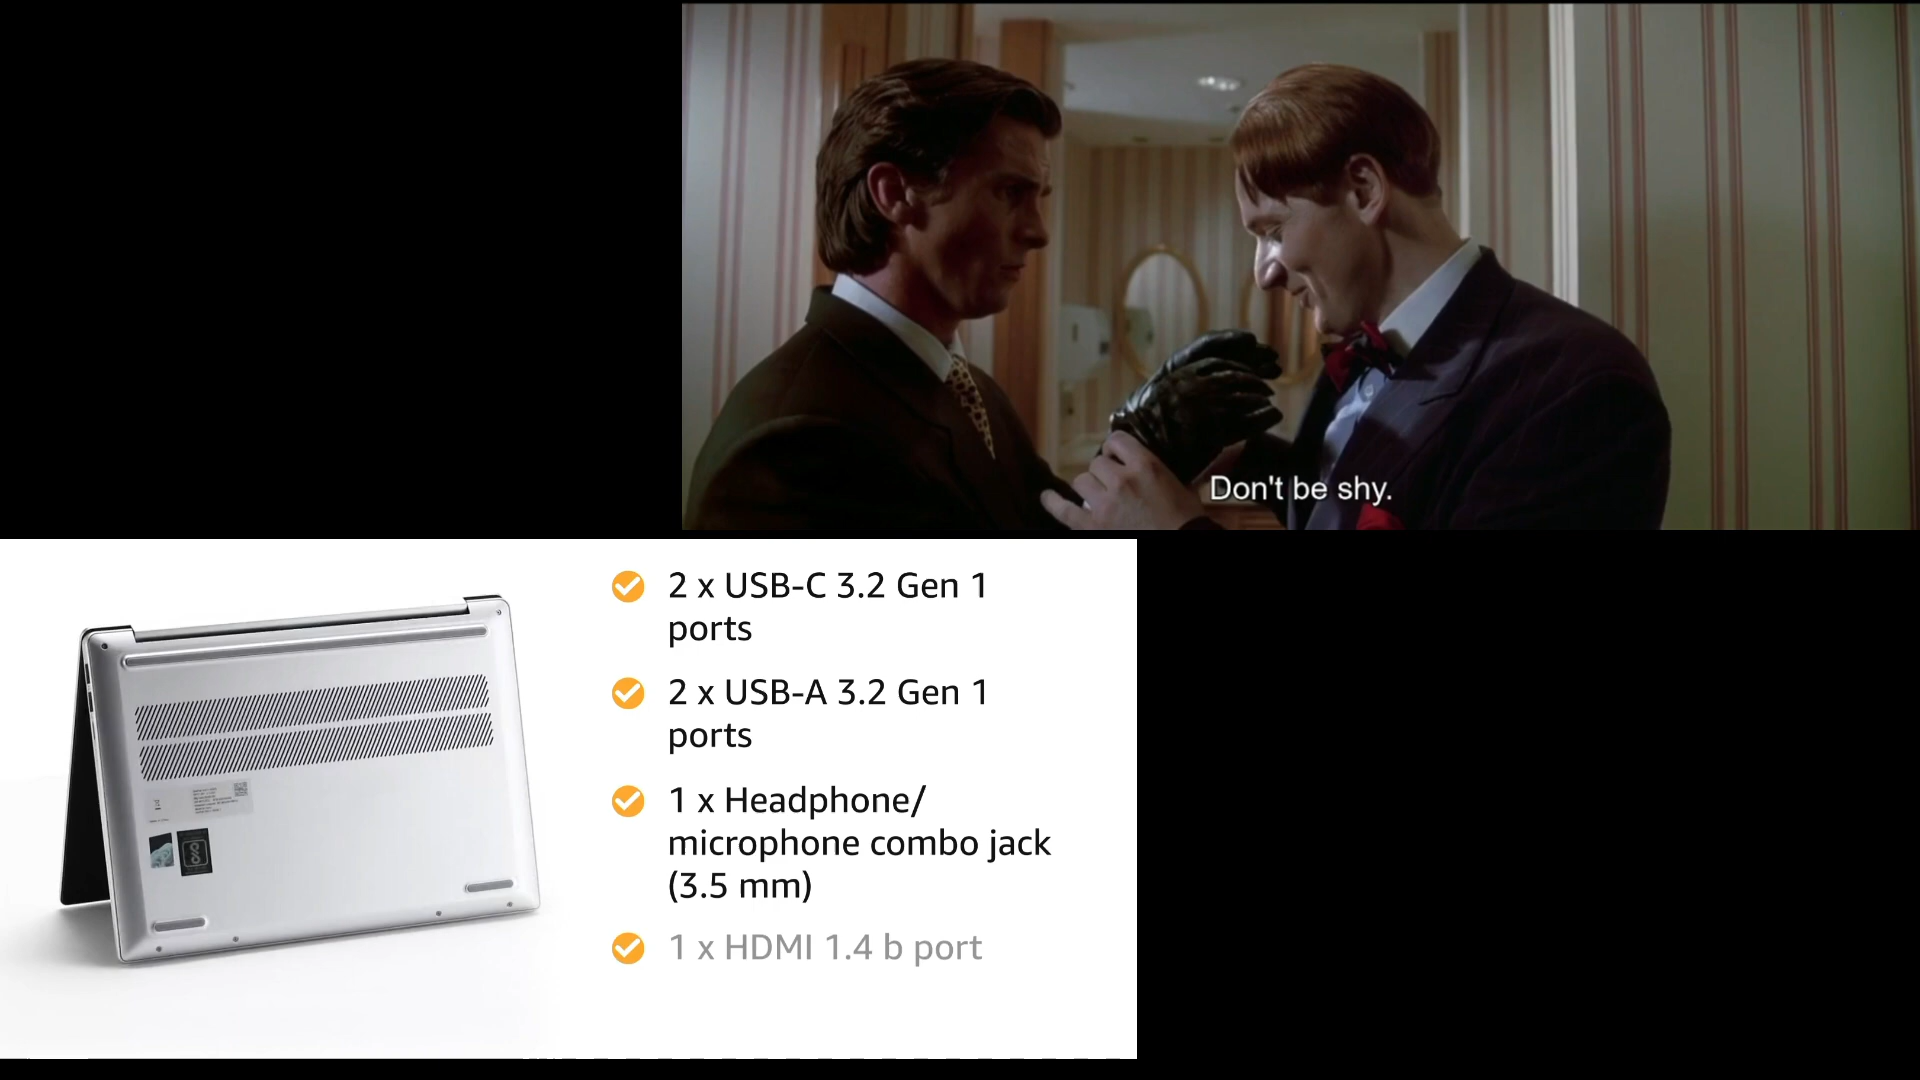 Don't be shy.
2 x USB-C 3.2 Gen 1
ports
2 x USB-A 3.2 Gen 1
ports
1 x Headphone/
microphone combo jack
(3.5 mm)
1 x HDMI 1.4 b port